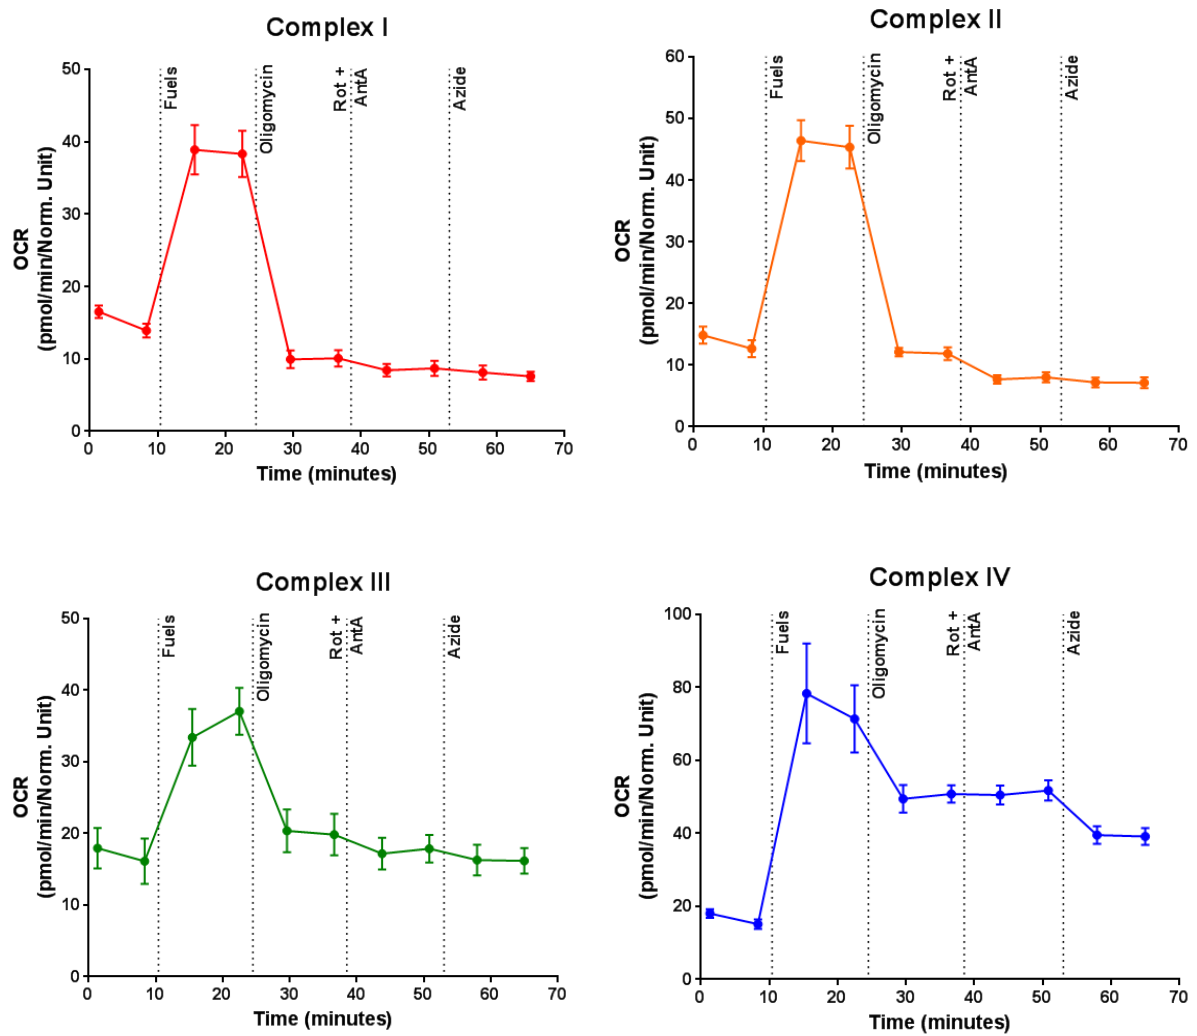 Complex I
50
40
30
20
10
0
0 10 20 30 40 50 60 70
OCR
(pmol/min/Norm. Unit)
Time (minutes)
Fuels
Oligomycin
Rot +
AntA
Azide
Complex II
60
50
40
30
20
10
0
0 10 20 30 40 50 60 70
OCR
(pmol/min/Norm. Unit)
Time (minutes)
Fuels
Oligomycin
Rot +
AntA
Azide
Complex III
50
40
30
20
10
0
0 10 20 30 40 50 60 70
OCR
(pmol/min/Norm. Unit)
Time (minutes)
Fuels
Oligomycin
Rot +
AntA
Azide
Complex IV
100
80
60
40
20
0
0 10 20 30 40 50 60 70
OCR
(pmol/min/Norm. Unit)
Time (minutes)
Fuels
Oligomycin
Rot +
AntA
Azide